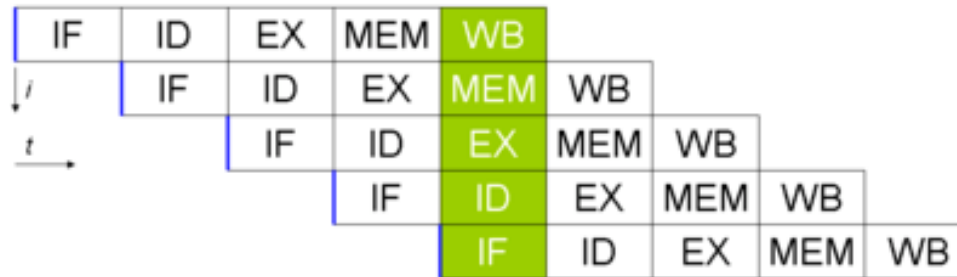 IF ID EX MEM WB
i IF ID EX MEM WB
t IF ID EX MEM WB
IF ID EX MEM WB
IF ID EX MEM WB